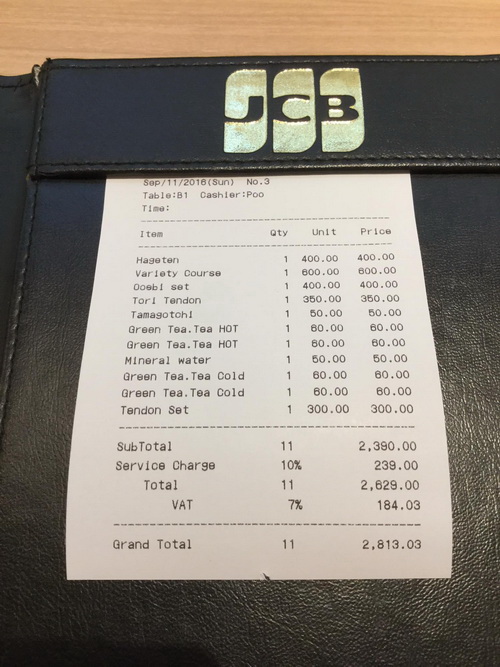 JCB
Sep/11/2016(Sun) No.3
Table:B1 Cashier:Poo
Time:
Item Qty Unit Price
Hageten 1 400.00 400.00
Variety Course 1 600.00 600.00
Ooebi set 1 400.00 400.00
Tori Tendon 1 350.00 350.00
Tamagotchi 1 50.00 50.00
Green Tea.Tea HOT 1 60.00 60.00
Green Tea.Tea HOT 1 60.00 60.00
Mineral water 1 50.00 50.00
Green Tea.Tea Cold 1 60.00 60.00
Green Tea.Tea Cold 1 60.00 60.00
Tendon Set 1 300.00 300.00
SubTotal 11 2,390.00
Service Charge 10% 239.00
Total 11 2,629.00
VAT 7% 184.03
Grand Total 11 2,813.03